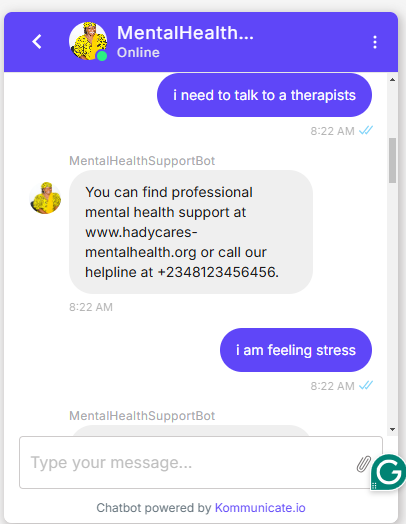 MentalHealth...
Online
i need to talk to a therapists
8:22 AM
MentalHealthSupportBot
You can find professional
mental health support at
www.hadycares-
mentalhealth.org or call our
helpline at +2348123456456.
8:22 AM
i am feeling stress
8:22 AM
MentalHealthSupportBot
Type your message...
G
Chatbot powered by Kommunicate.io